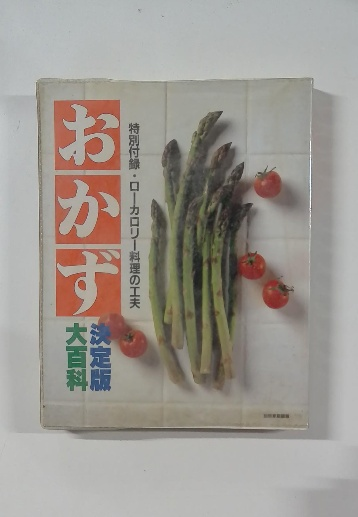 おかず
特別付録・ローカロリー料理の工夫
決定版
大百科